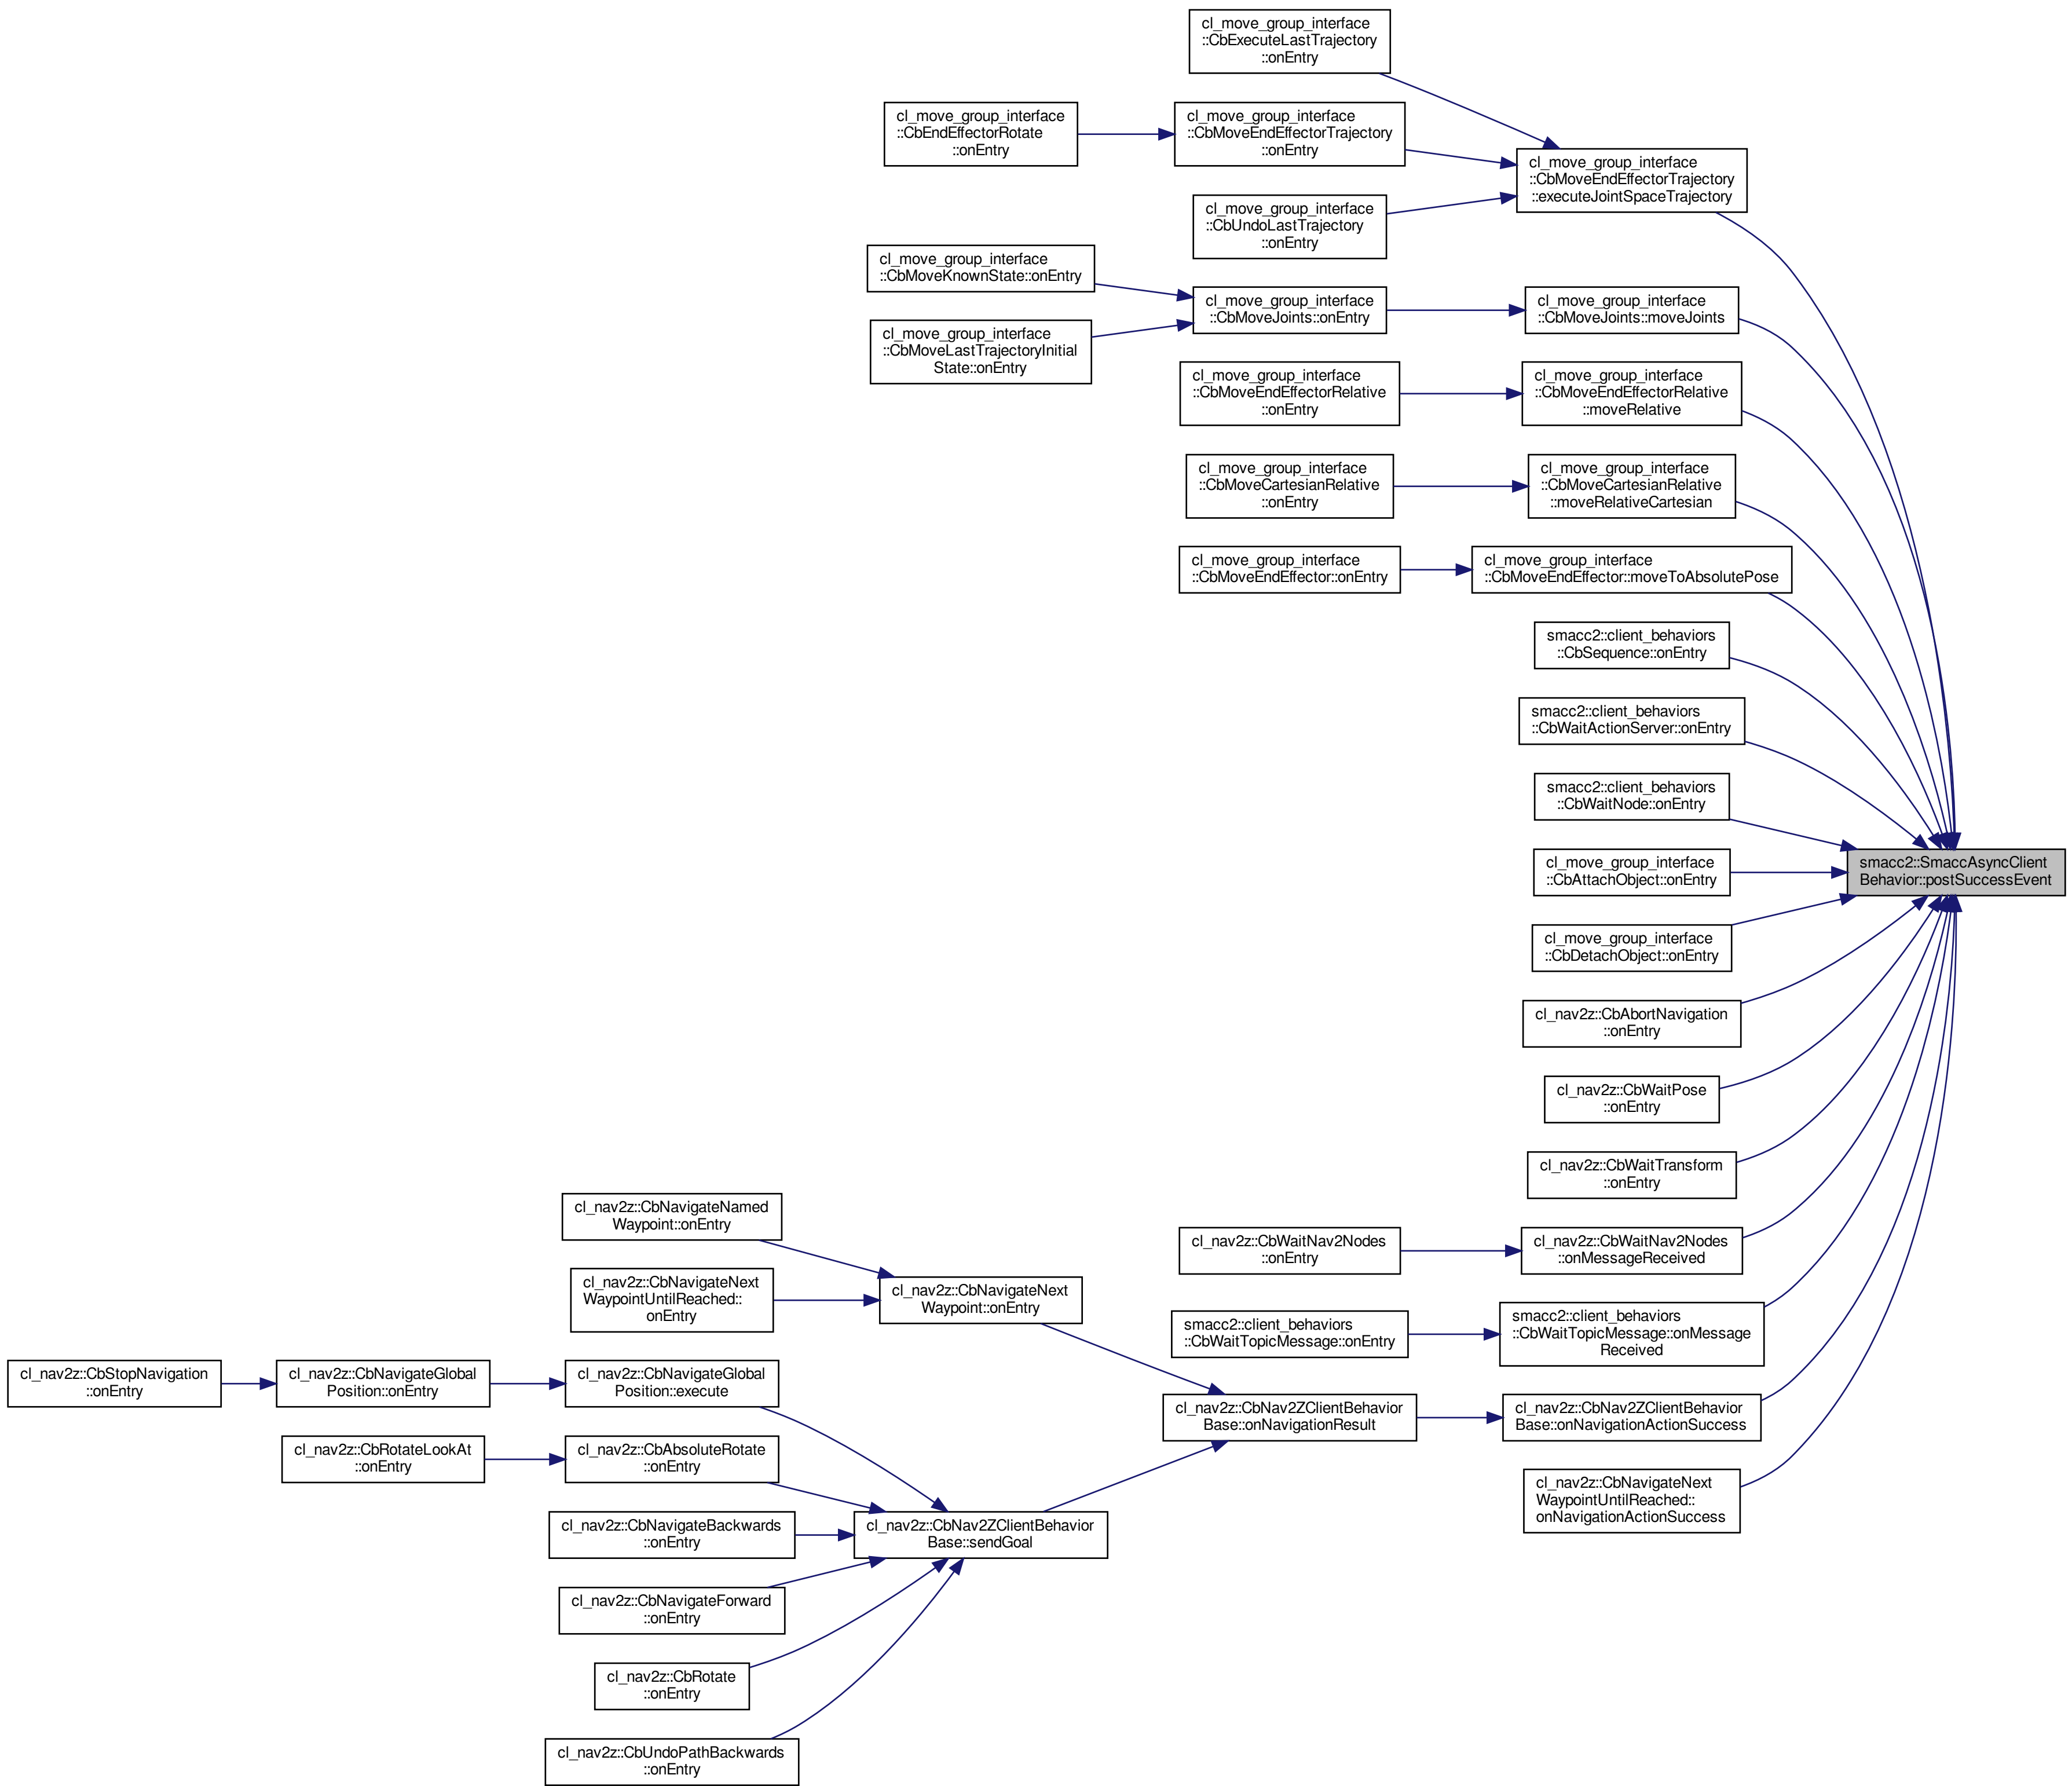 cl_move_group_interface
::CbExecuteLastTrajectory
::onEntry
cl_move_group_interface
::CbEndEffectorRotate
::onEntry
cl_move_group_interface
::CbMoveEndEffectorTrajectory
::onEntry
cl_move_group_interface
::CbMoveEndEffectorTrajectory
::executeJointSpaceTrajectory
cl_move_group_interface
::CbUndoLastTrajectory
::onEntry
cl_move_group_interface
::CbMoveKnownState::onEntry
cl_move_group_interface
::CbMoveJoints::onEntry
cl_move_group_interface
::CbMoveJoints::moveJoints
cl_move_group_interface
::CbMoveLastTrajectoryInitial
State::onEntry
cl_move_group_interface
::CbMoveEndEffectorRelative
::onEntry
cl_move_group_interface
::CbMoveEndEffectorRelative
::moveRelative
cl_move_group_interface
::CbMoveCartesianRelative
::onEntry
cl_move_group_interface
::CbMoveCartesianRelative
::moveRelativeCartesian
cl_move_group_interface
::CbMoveEndEffector::onEntry
cl_move_group_interface
::CbMoveEndEffector::moveToAbsolutePose
smacc2::client_behaviors
::CbSequence::onEntry
smacc2::client_behaviors
::CbWaitActionServer::onEntry
smacc2::client_behaviors
::CbWaitNode::onEntry
smacc2::SmaccAsyncClient
Behavior::postSuccessEvent
cl_move_group_interface
::CbAttachObject::onEntry
cl_move_group_interface
::CbDetachObject::onEntry
cl_nav2z::CbAbortNavigation
::onEntry
cl_nav2z::CbWaitPose
::onEntry
cl_nav2z::CbWaitTransform
::onEntry
cl_nav2z::CbNavigateNamed
Waypoint::onEntry
cl_nav2z::CbWaitNav2Nodes
::onEntry
cl_nav2z::CbWaitNav2Nodes
::onMessageReceived
cl_nav2z::CbNavigateNext
WaypointUntilReached::
onEntry
cl_nav2z::CbNavigateNext
Waypoint::onEntry
smacc2::client_behaviors
::CbWaitTopicMessage::onEntry
smacc2::client_behaviors
::CbWaitTopicMessage::onMessage
Received
cl_nav2z::CbStopNavigation
::onEntry
cl_nav2z::CbNavigateGlobal
Position::onEntry
cl_nav2z::CbNavigateGlobal
Position::execute
cl_nav2z::CbNav2ZClientBehavior
Base::onNavigationResult
cl_nav2z::CbNav2ZClientBehavior
Base::onNavigationActionSuccess
cl_nav2z::CbRotateLookAt
::onEntry
cl_nav2z::CbAbsoluteRotate
::onEntry
cl_nav2z::CbNavigateNext
WaypointUntilReached::
onNavigationActionSuccess
cl_nav2z::CbNavigateBackwards
::onEntry
cl_nav2z::CbNav2ZClientBehavior
Base::sendGoal
cl_nav2z::CbNavigateForward
::onEntry
cl_nav2z::CbRotate
::onEntry
cl_nav2z::CbUndoPathBackwards
::onEntry